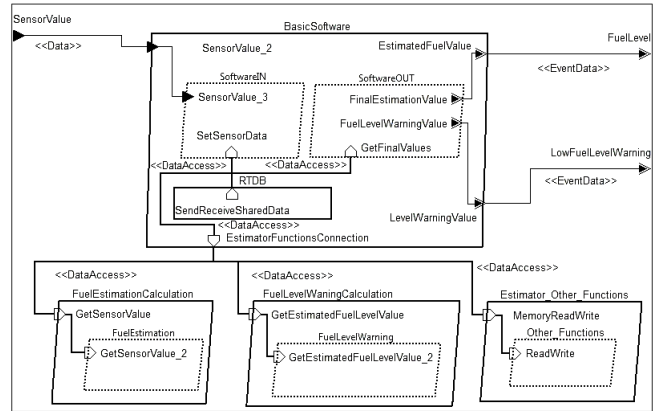 SensorValue
BasicSoftware
<<Data>>
SensorValue_2
EstimatedFuelValue
FuelLevel
<<EventData>>
SoftwareIN
SoftwareOUT
SensorValue_3
FinalEstimationValue
FuelLevelWarningValue
SetSensorData
GetFinalValues
<<DataAccess>>
<<DataAccess>>
LowFuelLevelWarning
<<EventData>>
RTDB
SendReceiveSharedData
<<DataAccess>>
LevelWarningValue
EstimatorFunctionsConnection
<<DataAccess>>
<<DataAccess>>
<<DataAccess>>
FuelEstimationCalculation
FuelLevelWaningCalculation
Estimator_Other_Functions
GetSensorValue
GetEstimatedFuelLevelValue
MemoryReadWrite
FuelEstimation
FuelLevelWarning
Other_Functions
GetSensorValue_2
GetEstimatedFuelLevelValue_2
ReadWrite